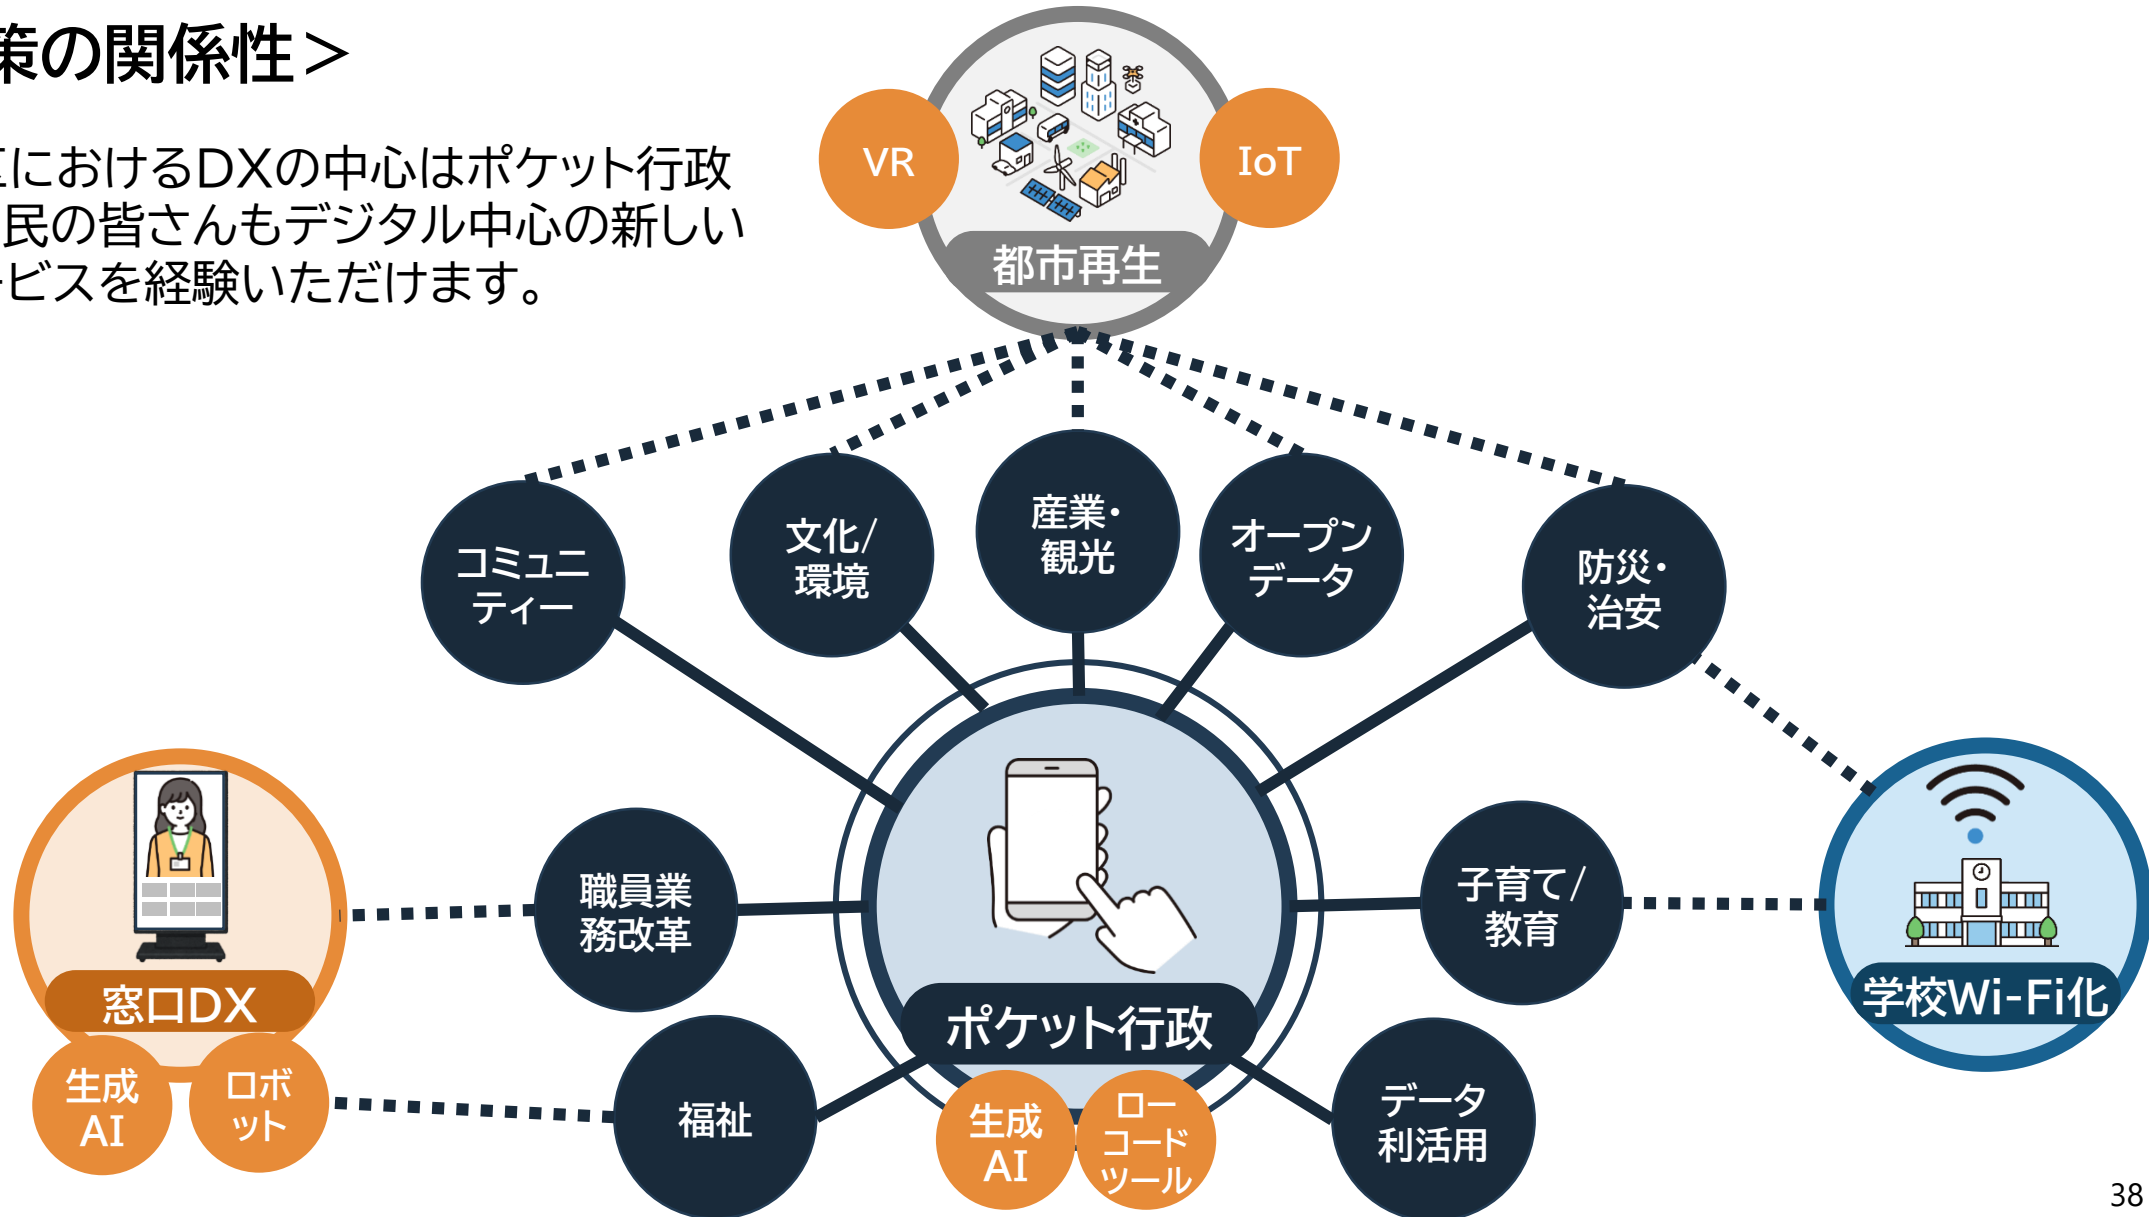 策の関係性＞
におけるDXの中心はポケット行政
民の皆さんもデジタル中心の新しい
ービスを経験いただけます。
VR
IoT
都市再生
コミュニ
ティー
文化/
環境
産業・
観光
オープン
データ
防災・
治安
職員業
務改革
子育て/
教育
窓口DX
生成
AI
ロボ
ット
ポケット行政
学校Wi-Fi化
福祉
生成
AI
ロー
コード
ツール
データ
利活用
38